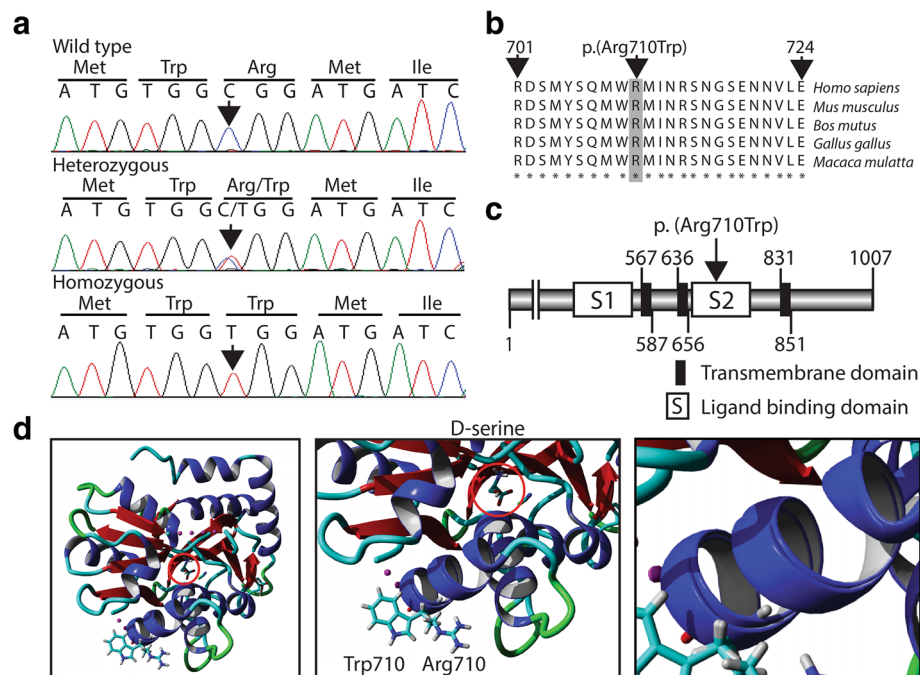 a
Wild type
Met Trp Arg Met Ile
A T G T G G C G G A T G A T C
Heterozygous
Met Trp Arg/Trp Met Ile
A T G T G G C/T G G A T G A T C
Homozygous
Met Trp Trp Met Ile
A T G T G G T G G A T G A T C
b
p.(Arg710Trp)
701 724
R D S M Y S Q M W R M I N R S N G S E N N V L E Homo sapiens
R D S M Y S Q M W R M I N R S N G S E N N V L E Mus musculus
R D S M Y S Q M W R M I N R S N G S E N N V L E Bos mutus
R D S M Y S Q M W R M I N R S N G S E N N V L E Gallus gallus
R D S M Y S Q M W R M I N R S N G S E N N V L E Macaca mulatta
* * * * * * * * * * * * * * * * * * * * * * * *
c
p. (Arg710Trp)
567 636 831 1007
S1 S2
1 587 656 851
Transmembrane domain
S Ligand binding domain
d
D-serine
Trp710 Arg710